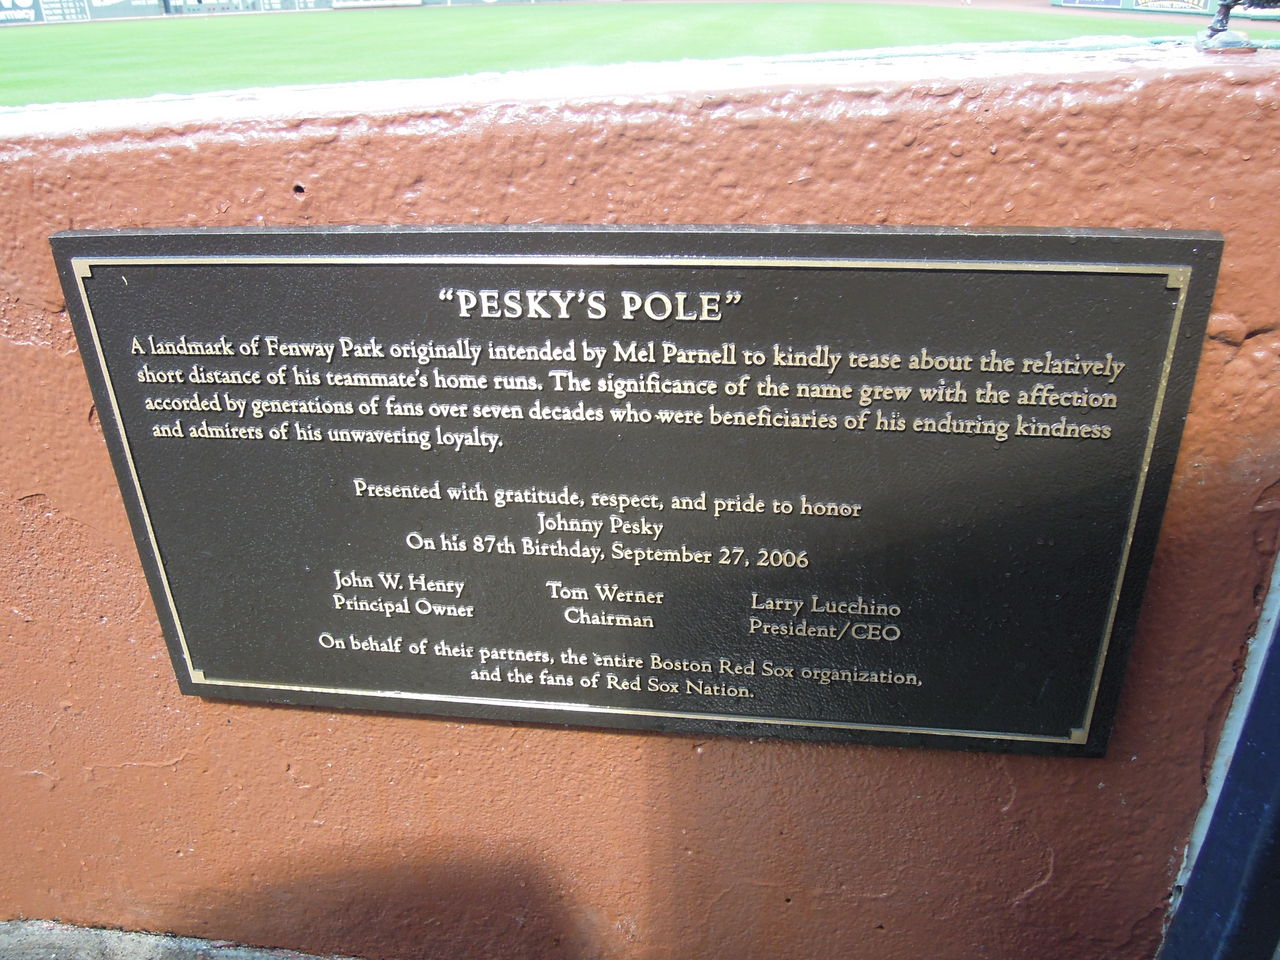 "PESKY'S POLE"
A landmark of Fenway Park originally intended by Mel Parnell to kindly tease about the relatively
short distance of his teammate's home runs. The significance of the name grew with the affection
accorded by generations of fans over seven decades who were beneficiaries of his enduring kindness
and admirers of his unwavering loyalty.
Presented with gratitude, respect, and pride to honor
Johnny Pesky
On his 87th Birthday, September 27, 2006
John W. Henry
Principal Owner
Tom Werner
Chairman
Larry Lucchino
President/CEO
On behalf of their partners, the entire Boston Red Sox organization,
and the fans of Red Sox Nation.